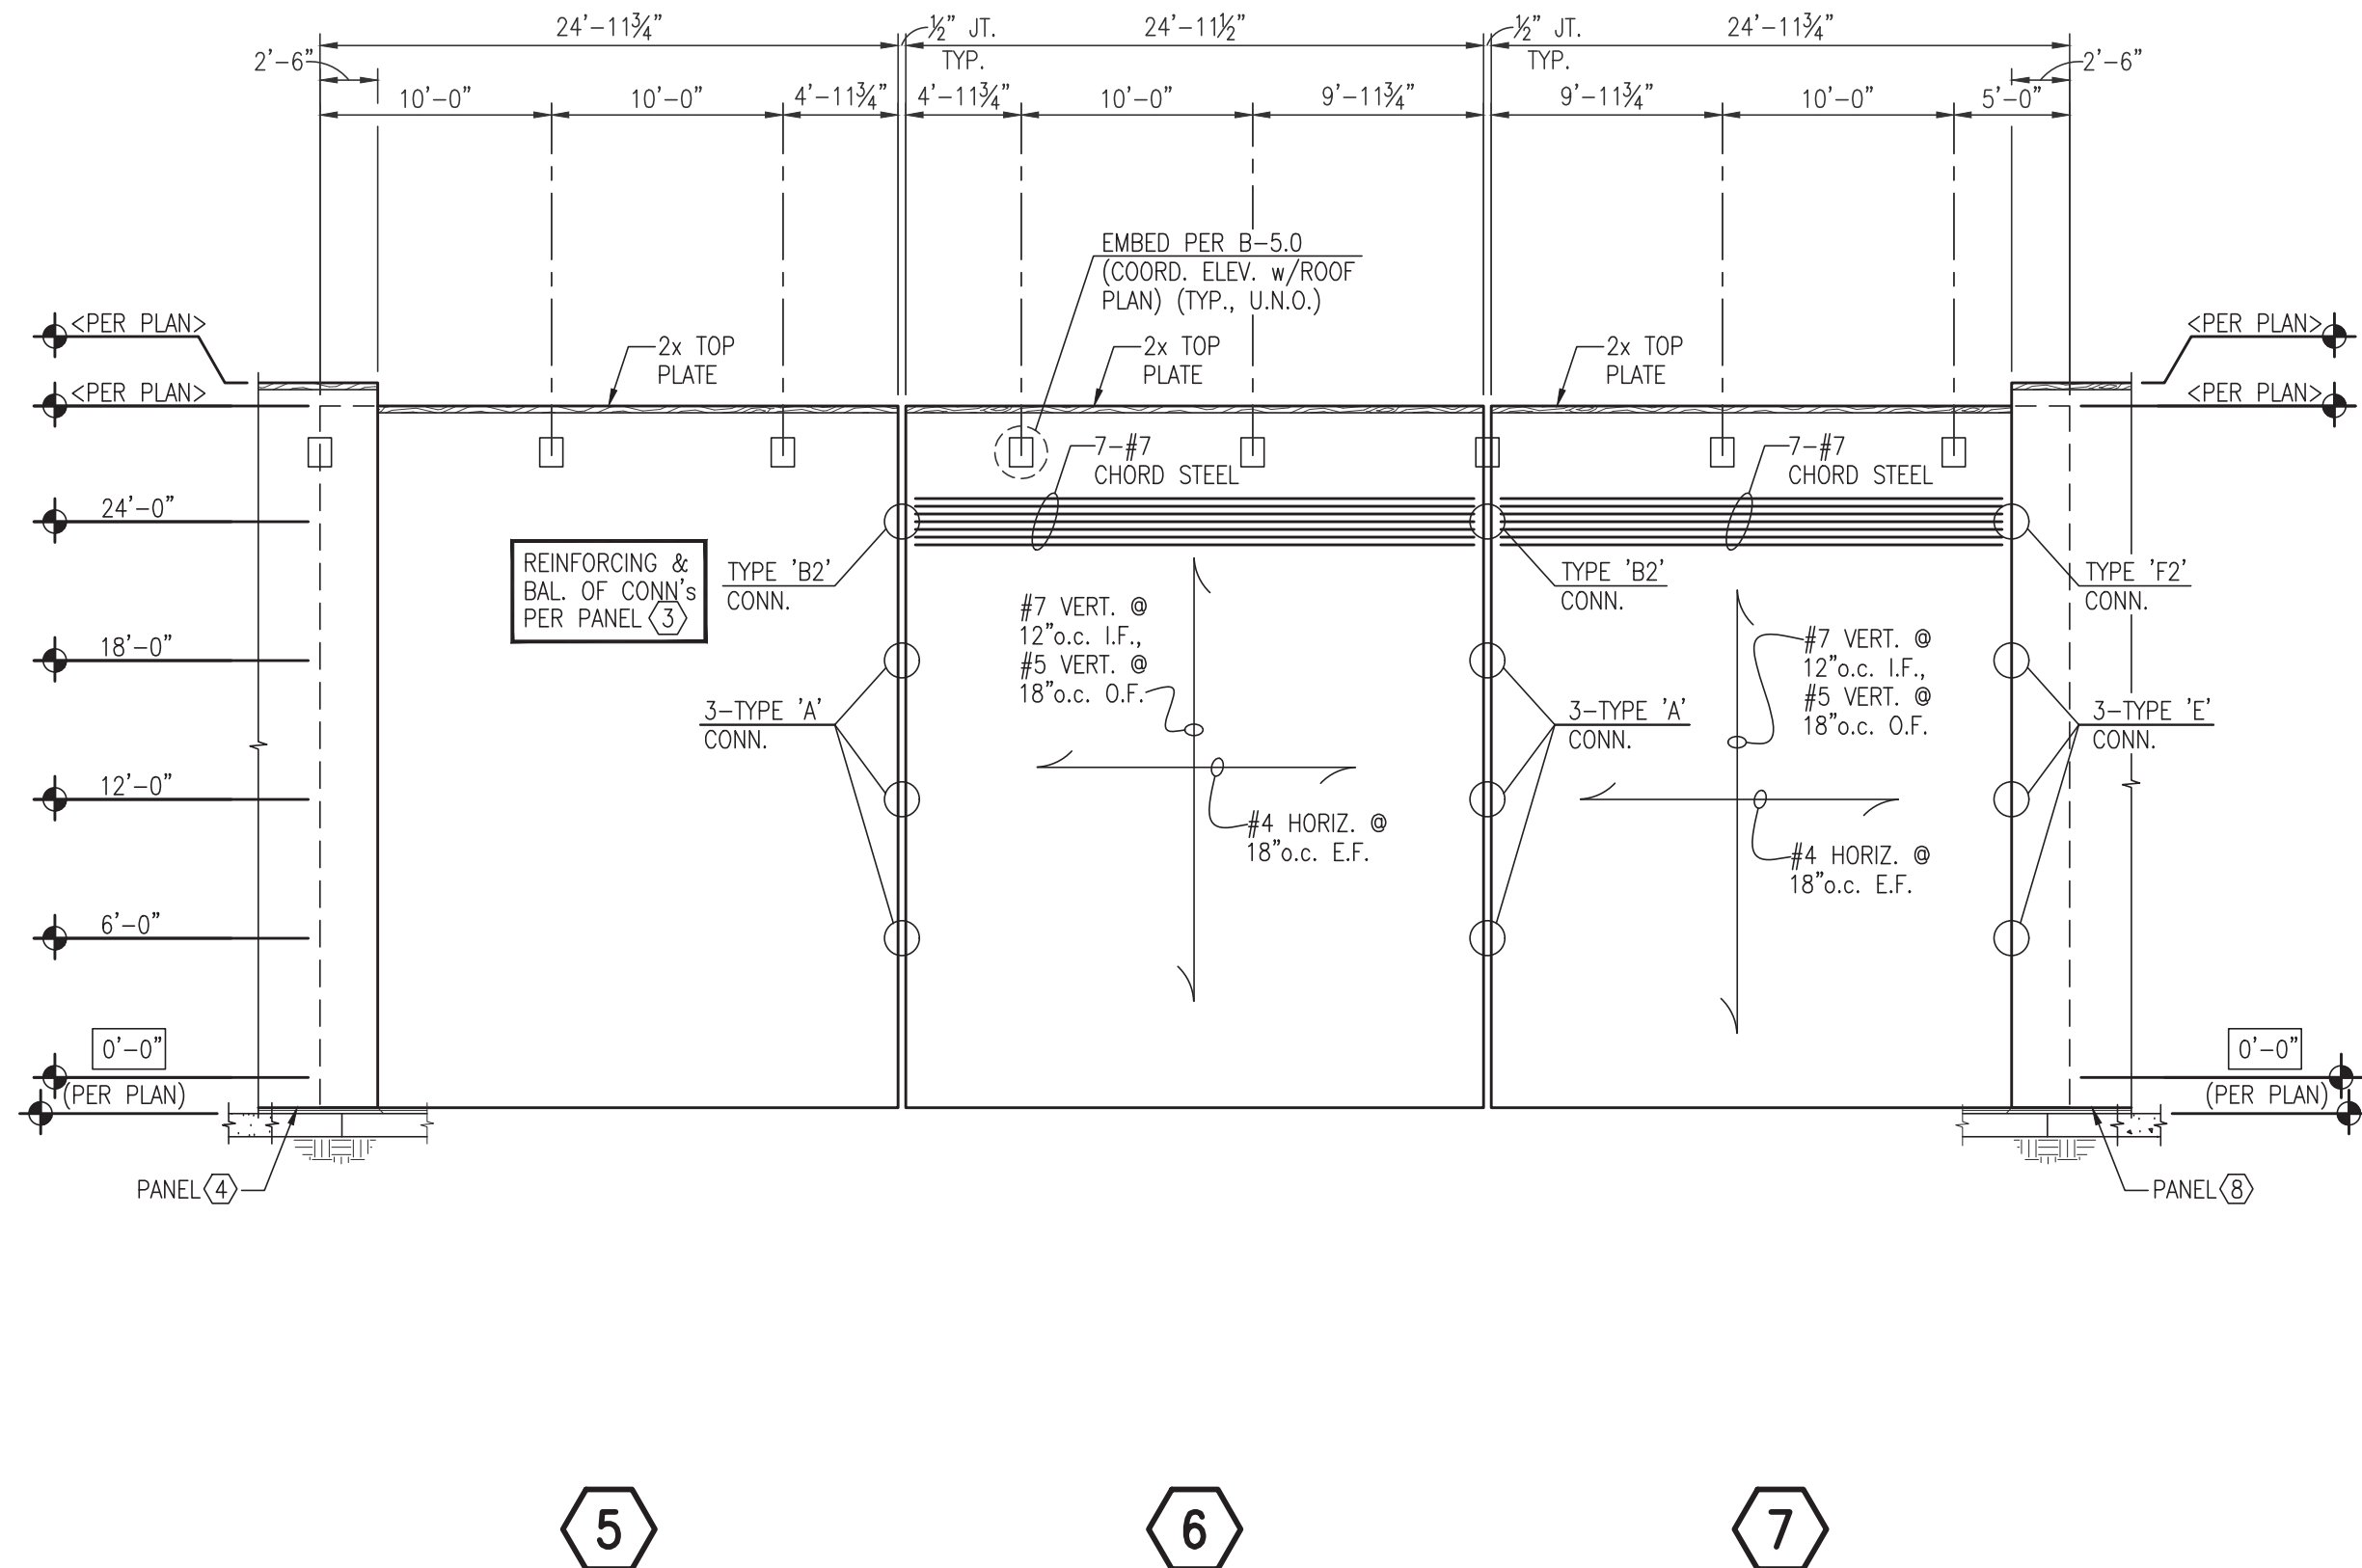 24'-11¾"
½" JT.
TYP.
24'-11½"
½" JT.
TYP.
24'-11¾"
2'-6"
2'-6"
10'-0"
10'-0"
4'-11¾"
4'-11¾"
10'-0"
9'-11¾"
9'-11¾"
10'-0"
5'-0"
EMBED PER B-5.0
(COORD. ELEV. w/ROOF
PLAN) (TYP., U.N.O.)
<PER PLAN>
<PER PLAN>
2x TOP
PLATE
2x TOP
PLATE
2x TOP
PLATE
<PER PLAN>
<PER PLAN>
7-#7
CHORD STEEL
7-#7
CHORD STEEL
24'-0"
REINFORCING &
BAL. OF CONN's
PER PANEL 3
TYPE 'B2'
CONN.
TYPE 'B2'
CONN.
TYPE 'F2'
CONN.
#7 VERT. @
12"o.c. I.F.,
#5 VERT. @
18"o.c. O.F.
#7 VERT. @
12"o.c. I.F.,
#5 VERT. @
18"o.c. O.F.
18'-0"
3-TYPE 'A'
CONN.
3-TYPE 'A'
CONN.
3-TYPE 'E'
CONN.
12'-0"
#4 HORIZ. @
18"o.c. E.F.
#4 HORIZ. @
18"o.c. E.F.
6'-0"
0'-0"
(PER PLAN)
0'-0"
(PER PLAN)
PANEL 4
PANEL 8
5
6
7